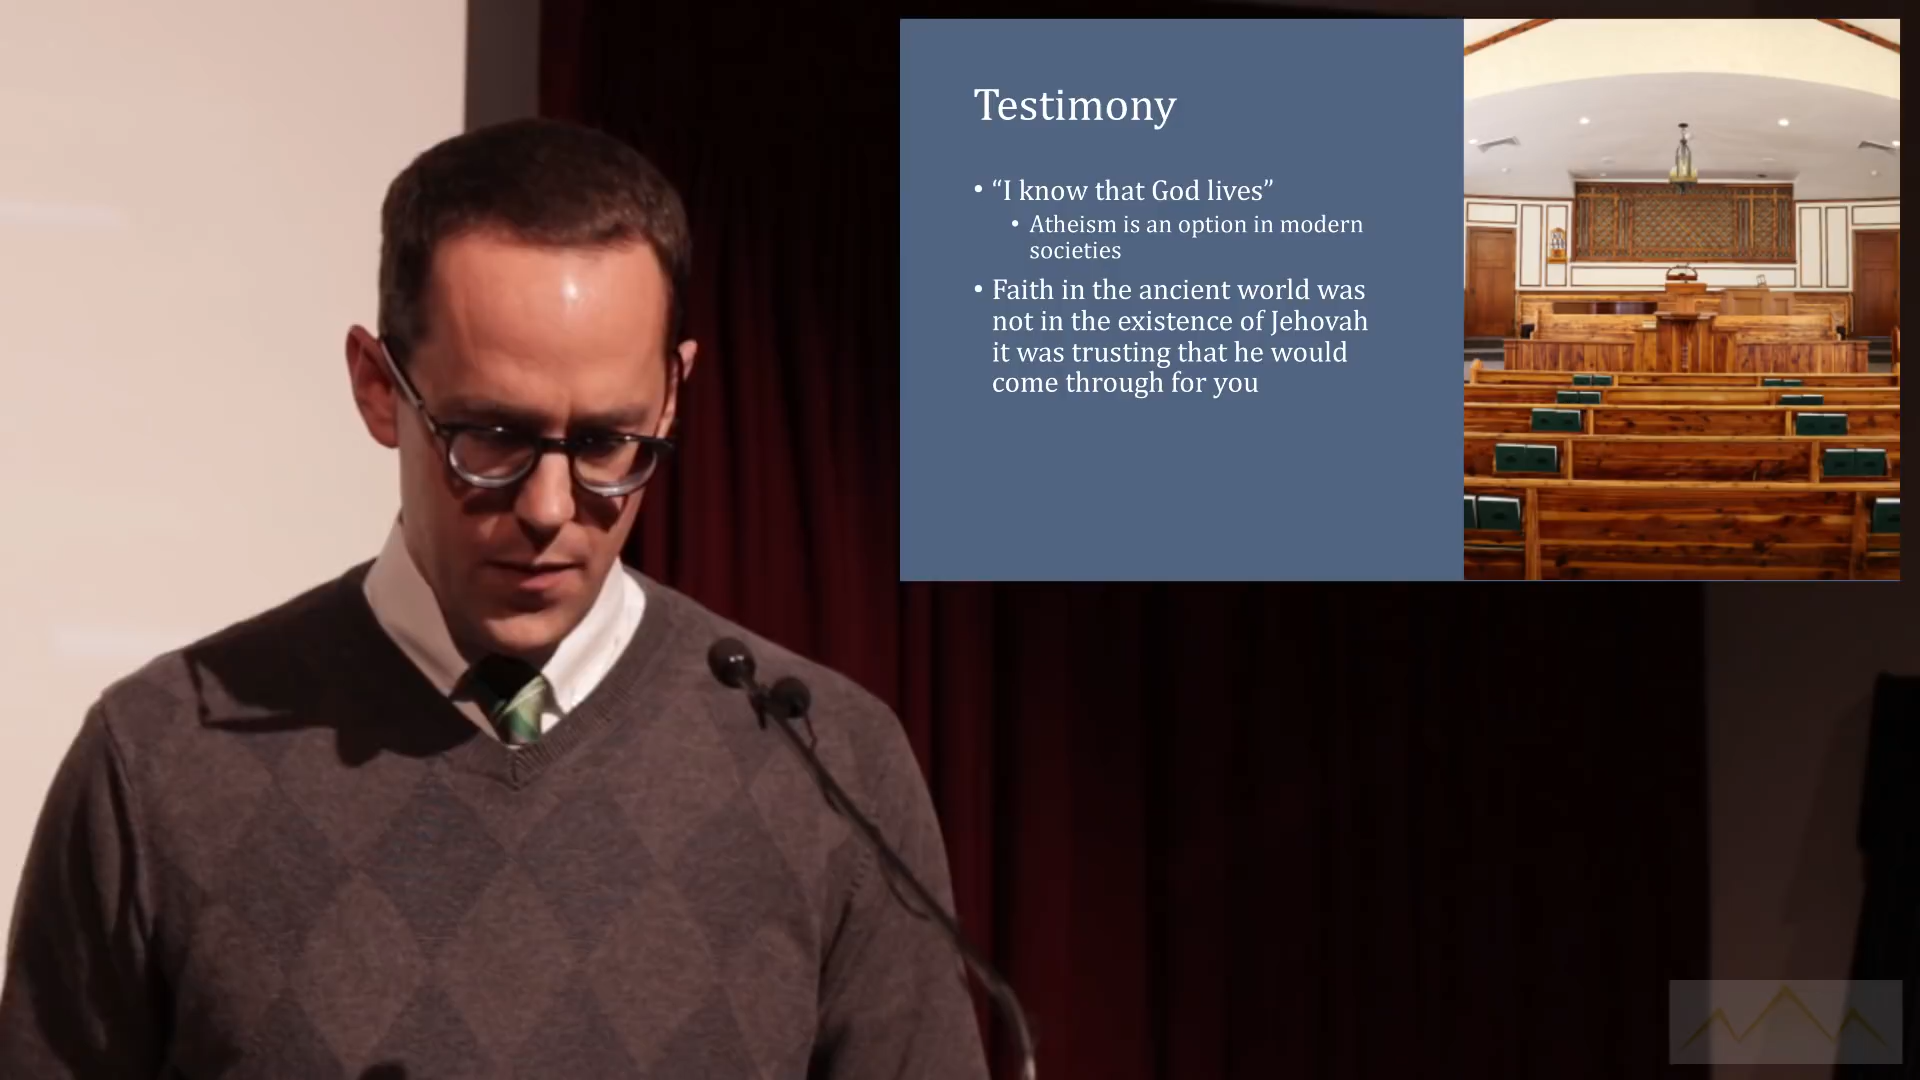 Testimony
• “I know that God lives”
• Atheism is an option in modern
societies
• Faith in the ancient world was
not in the existence of Jehovah
it was trusting that he would
come through for you